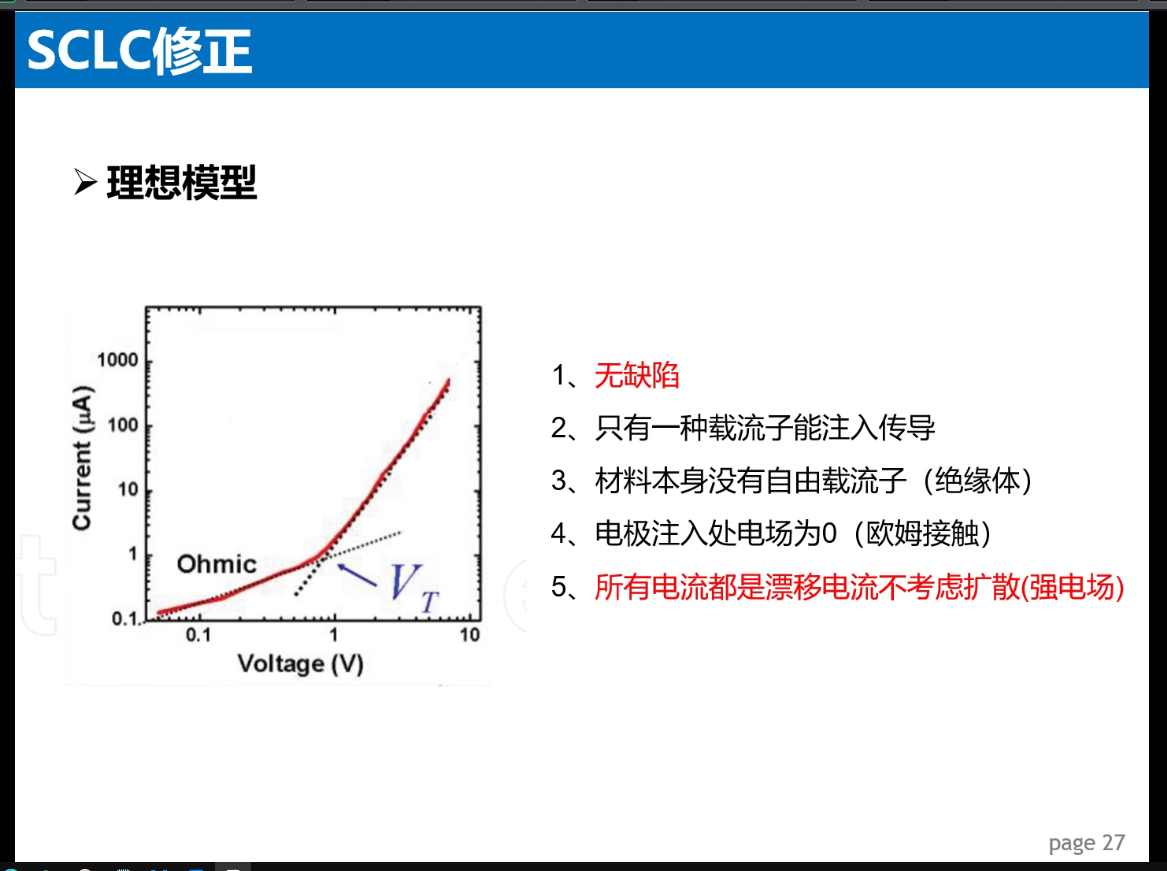 SCLC修正
➢ 理想模型
1000
100
10
1
0.1
Current (μA)
Ohmic
V_T
0.1
1
10
Voltage (V)
1、无缺陷
2、只有一种载流子能注入传导
3、材料本身没有自由载流子（绝缘体）
4、电极注入处电场为0（欧姆接触）
5、所有电流都是漂移电流不考虑扩散(强电场)
page 27